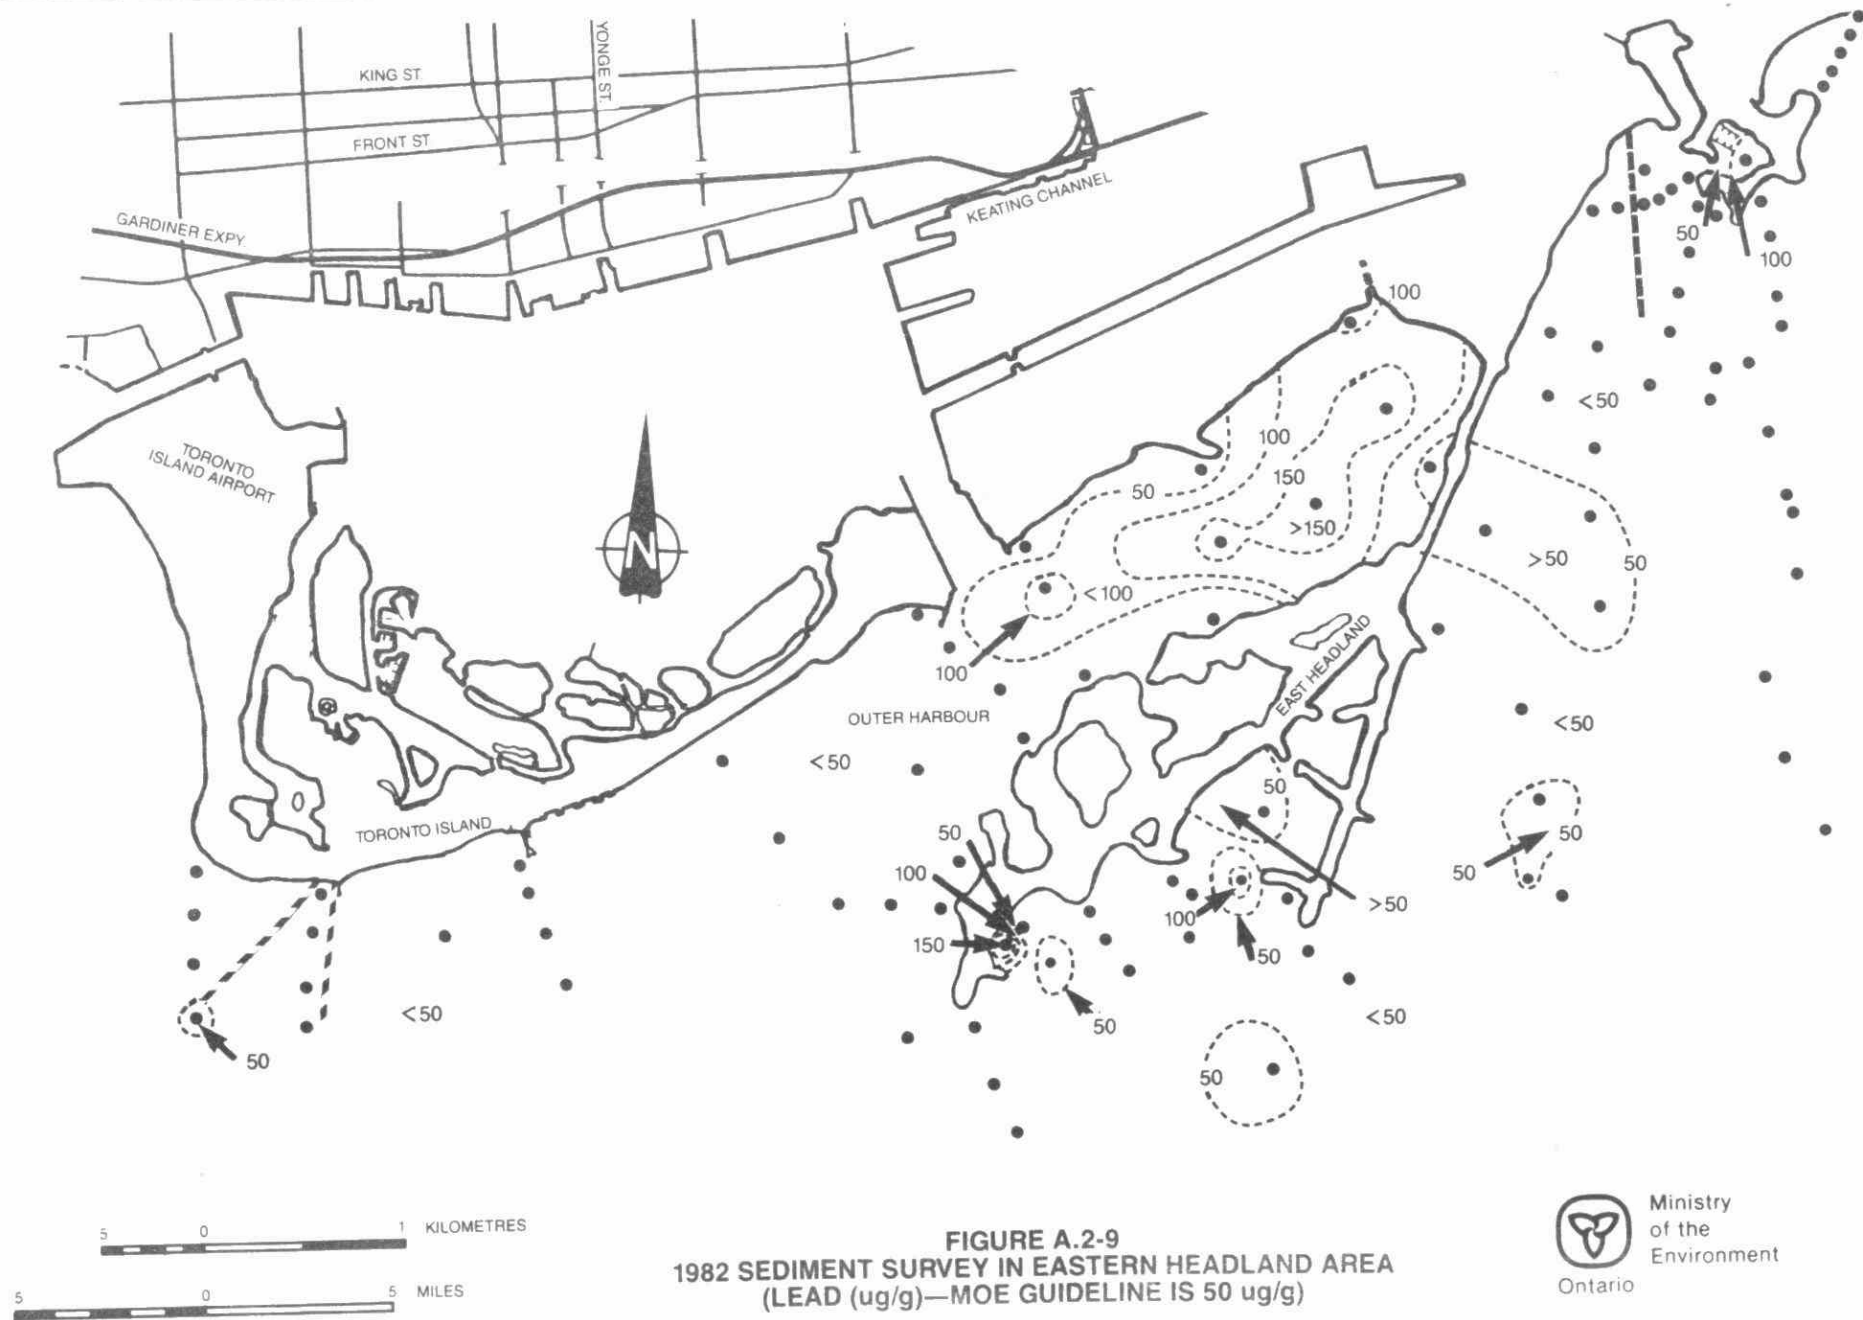 YONGE ST.
KING ST.
FRONT ST
GARDINER EXPY
KEATING CHANNEL
50
100
100
<50
TORONTO
ISLAND AIRPORT
100
50
150
>150
N
>50
50
<100
100
EAST HEADLAND
OUTER HARBOUR
<50
<50
50
TORONTO ISLAND
50
50
50
100
>50
100
150
50
50
<50
<50
50
50
1
5 0 KILOMETRES
5 0 5 MILES
FIGURE A.2-9
1982 SEDIMENT SURVEY IN EASTERN HEADLAND AREA
(LEAD (ug/g)—MOE GUIDELINE IS 50 ug/g)
Ministry
of the
Environment
Ontario